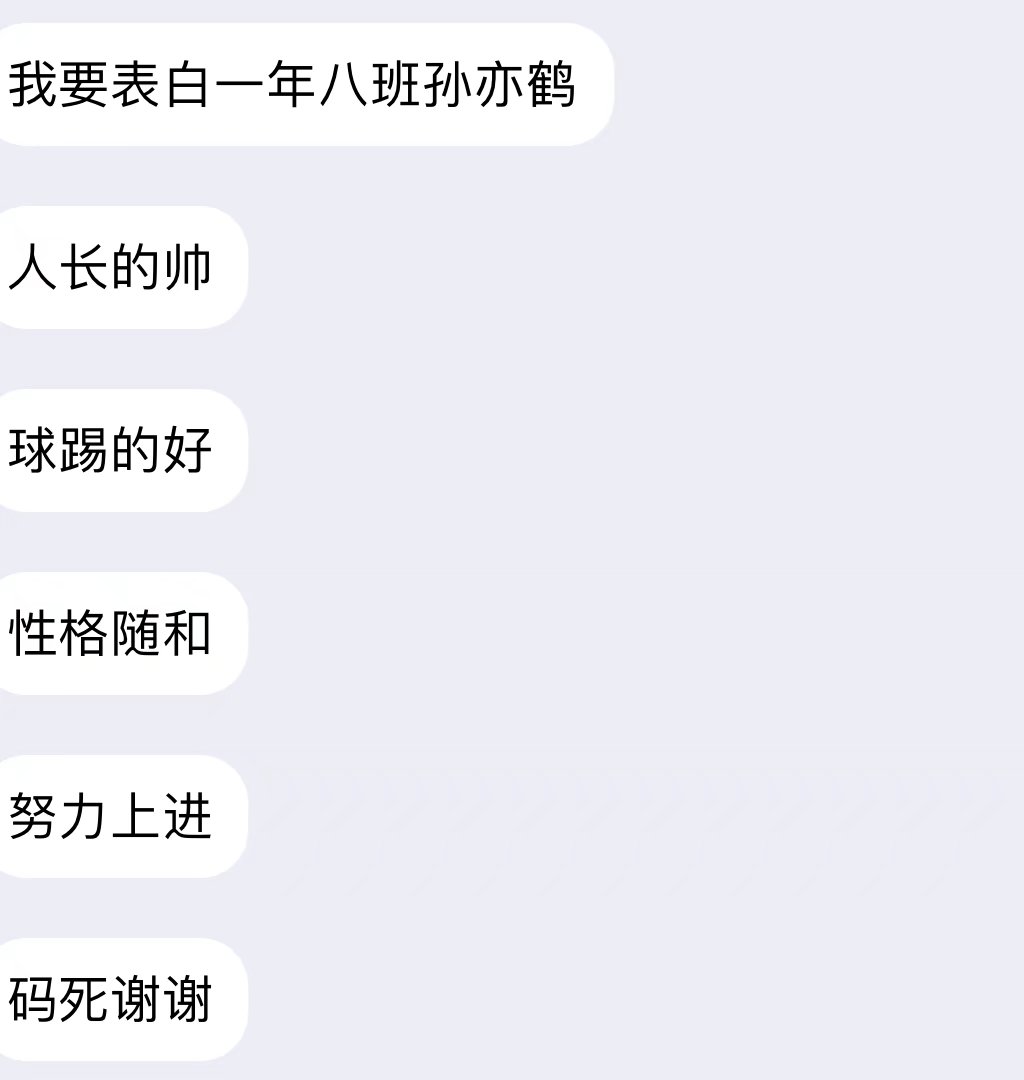 我要表白一年八班孙亦鹤
人长的帅
球踢的好
性格随和
努力上进
码死谢谢